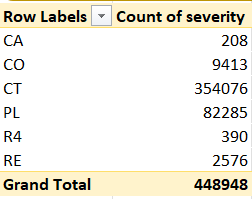 Row Labels Count of severity
CA 208
CO 9413
CT 354076
PL 82285
R4 390
RE 2576
Grand Total 448948